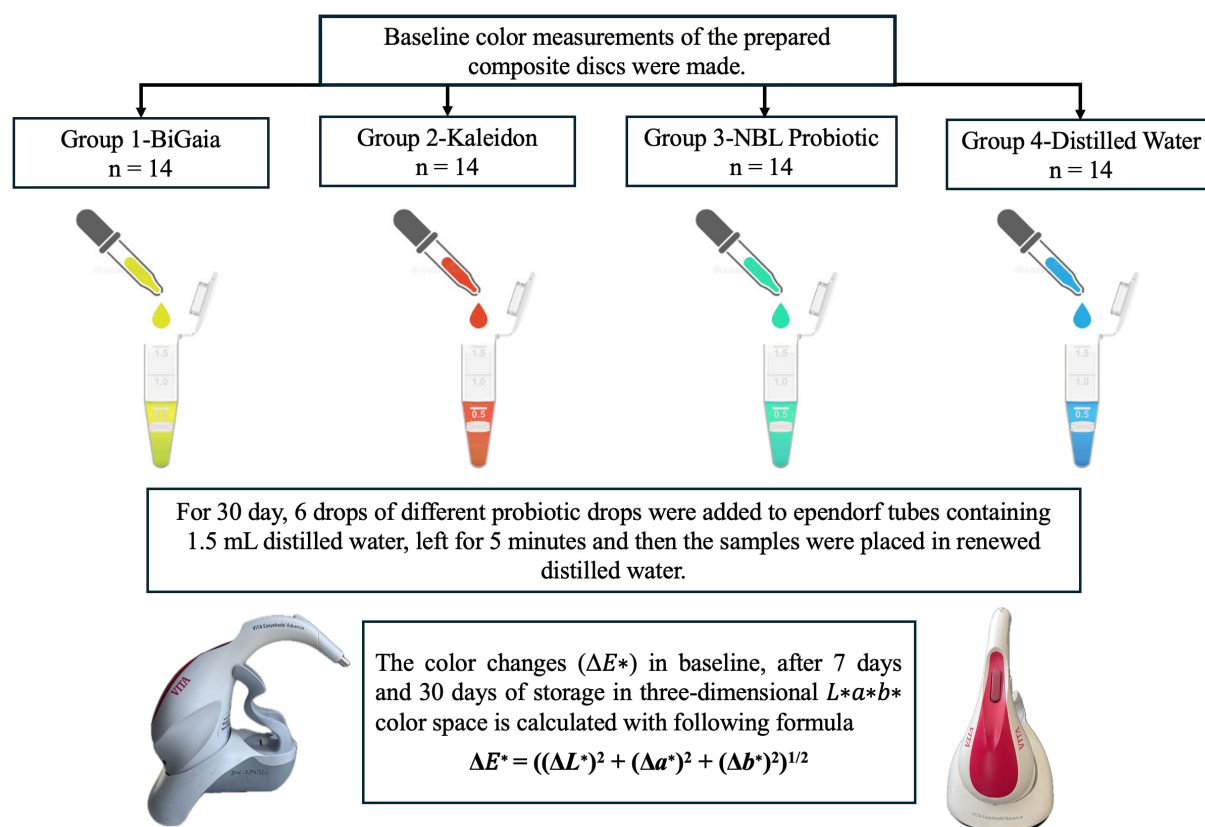 Baseline color measurements of the prepared
composite discs were made.
Group 1-BiGaia
n = 14
Group 2-Kaleidon
n = 14
Group 3-NBL Probiotic
n = 14
Group 4-Distilled Water
n = 14
1.5
1.0
0.5
1.5
1.0
0.5
1.5
1.0
0.5
1.5
1.0
0.5
For 30 day, 6 drops of different probiotic drops were added to ependorf tubes containing
1.5 mL distilled water, left for 5 minutes and then the samples were placed in renewed
distilled water.
VITA Easyshade Advance
VITA
The color changes (ΔE*) in baseline, after 7 days
and 30 days of storage in three-dimensional L*a*b*
color space is calculated with following formula
ΔE* = ((ΔL*)² + (Δa*)² + (Δb*)²)¹/²
VITA
VITA
VITA Easyshade Advance